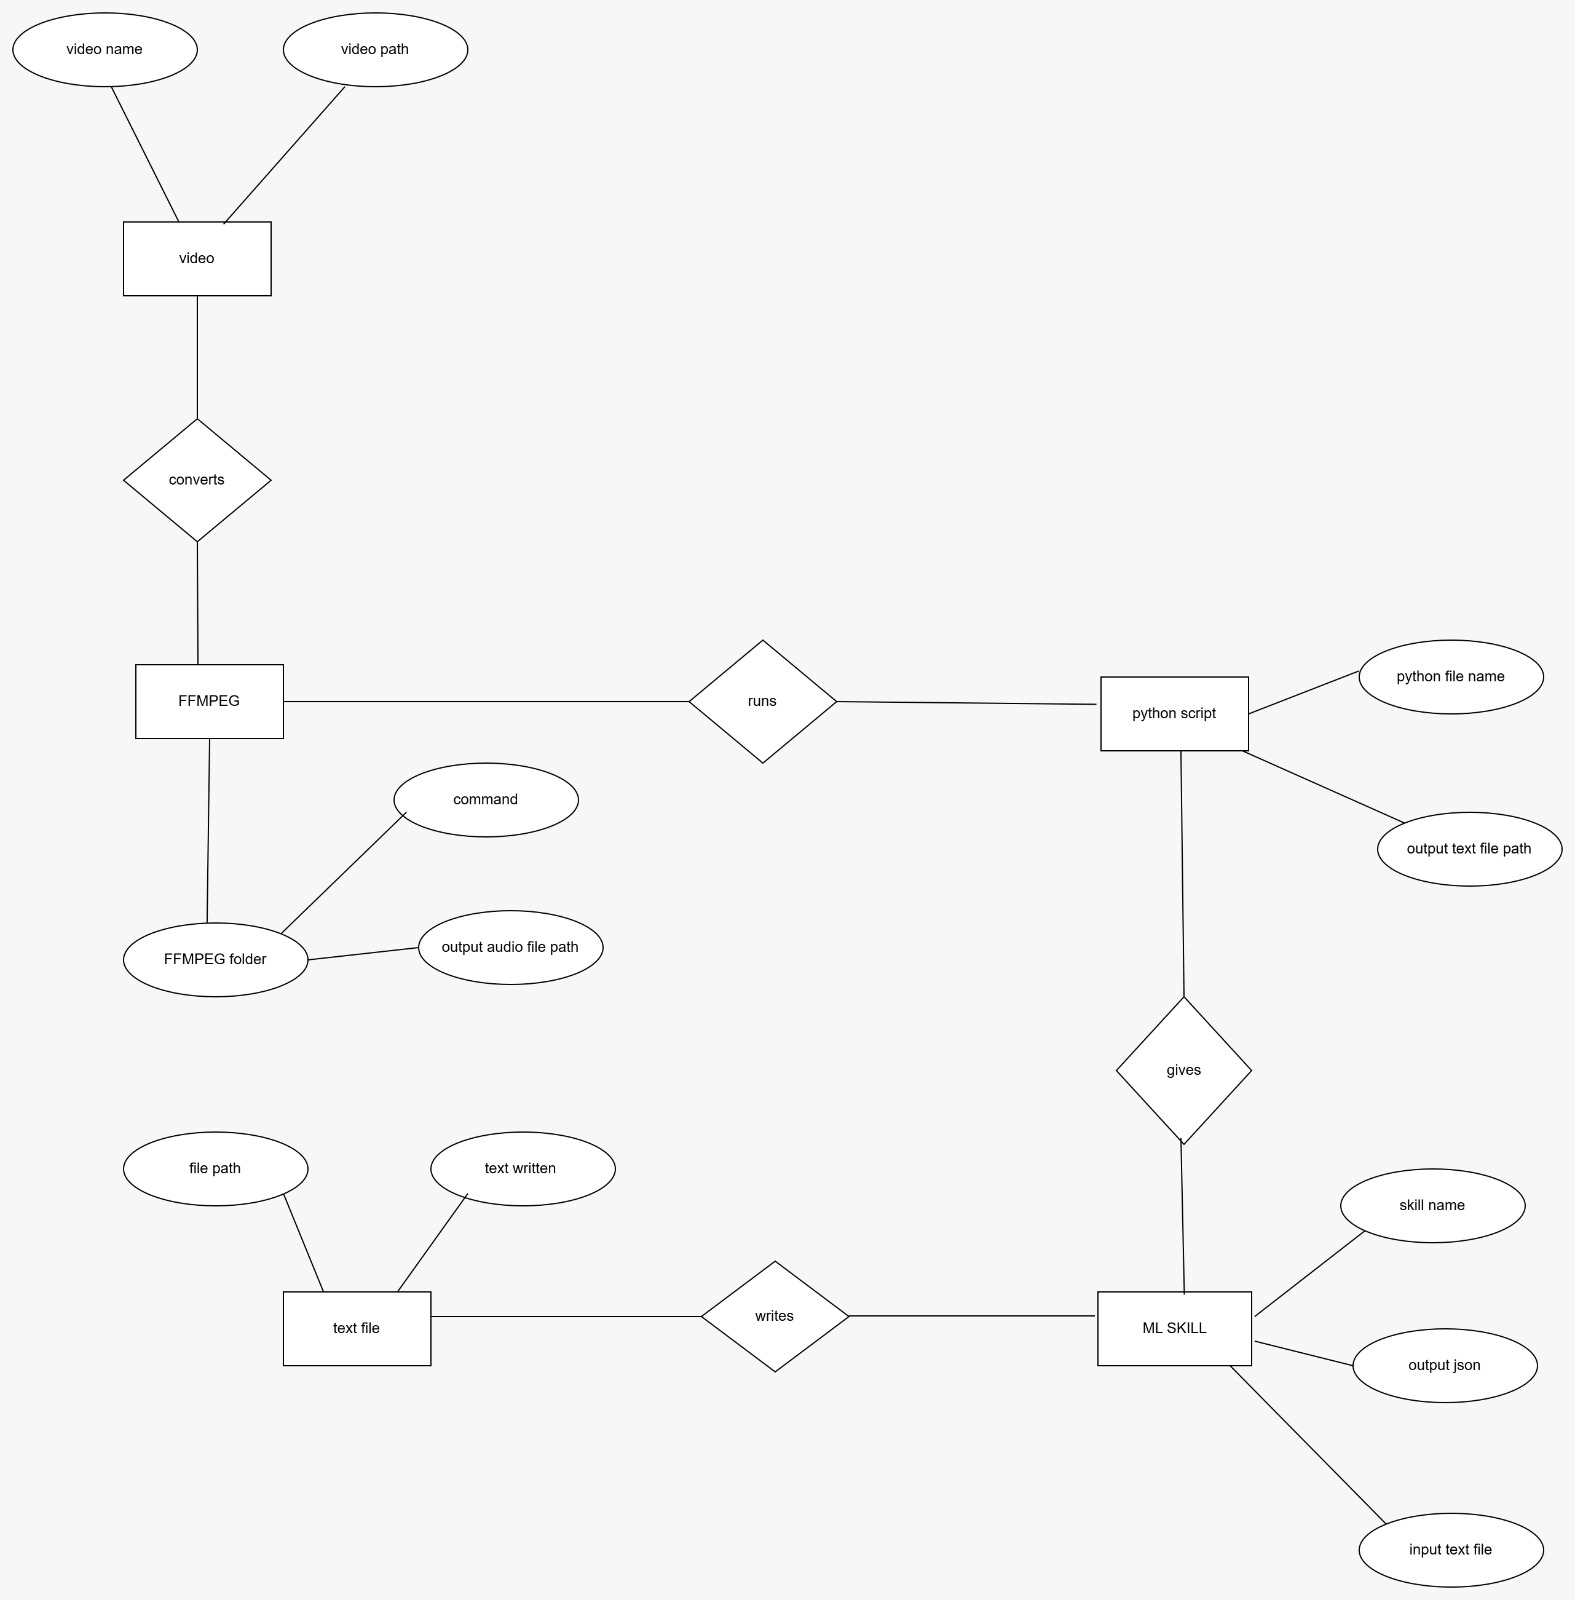 video name
video path
video
converts
FFMPEG
runs
python script
python file name
command
output text file path
output audio file path
FFMPEG folder
gives
file path
text written
skill name
text file
writes
ML SKILL
output json
input text file